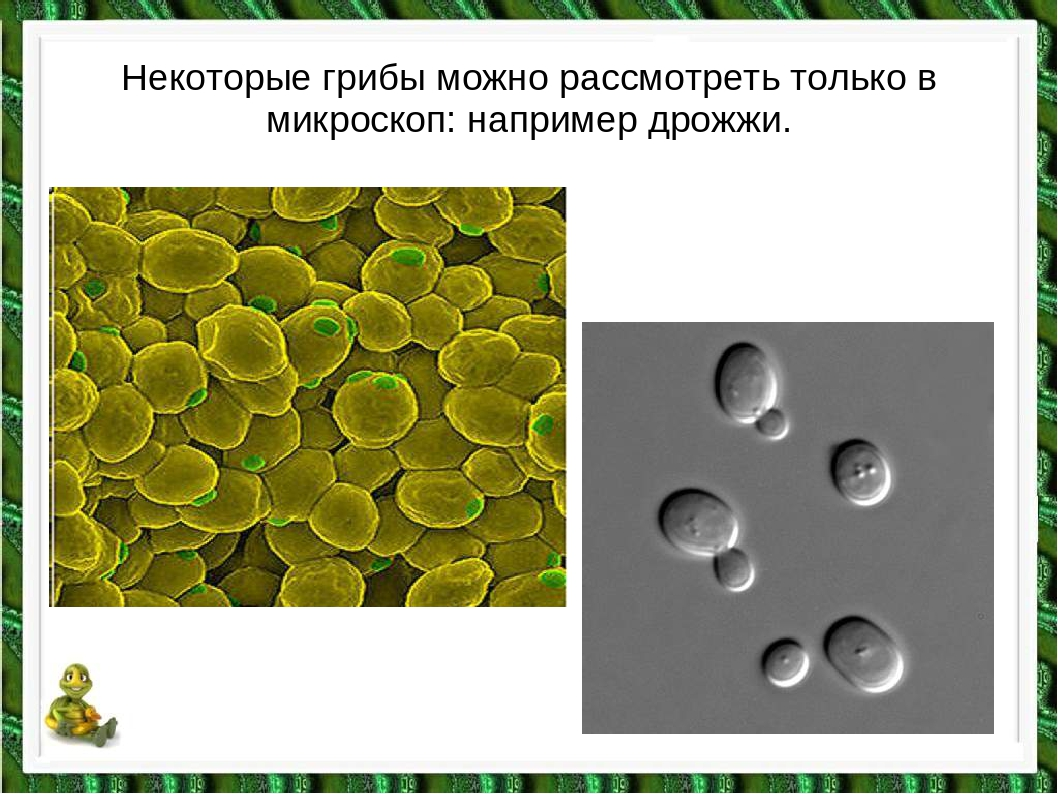 Некоторые грибы можно рассмотреть только в
микроскоп: например дрожжи.